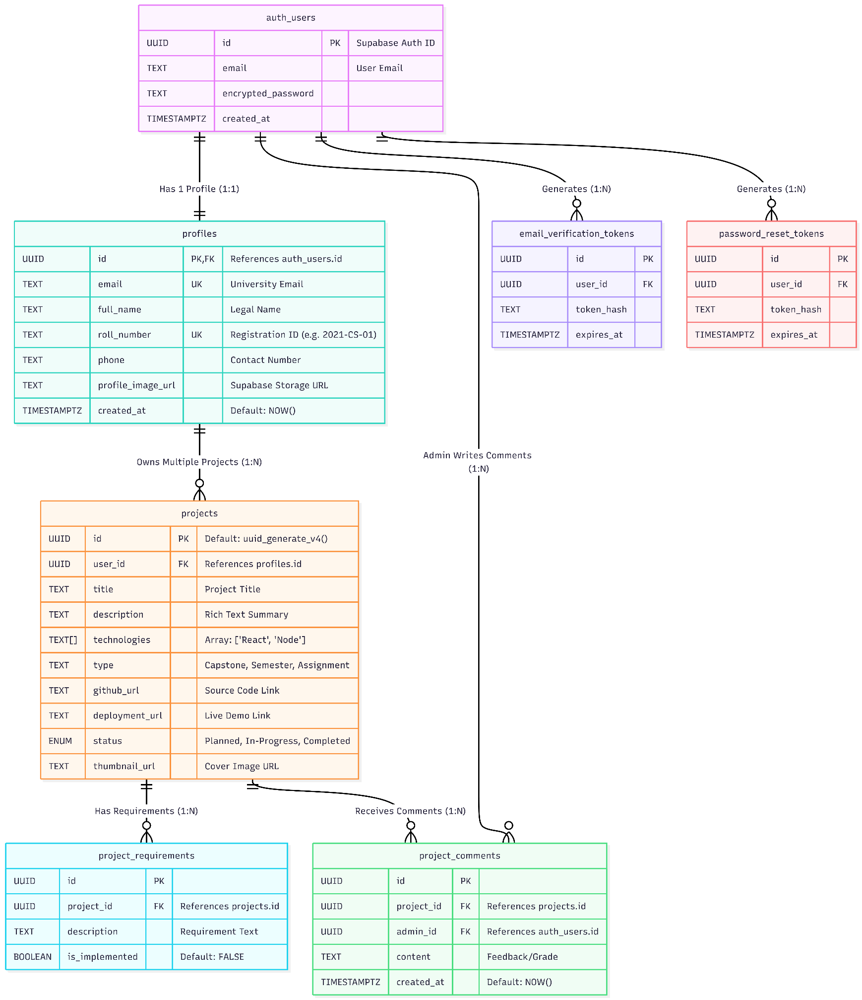 auth_users
UUID id PK Supabase Auth ID
TEXT email User Email
TEXT encrypted_password
TIMESTAMPTZ created_at
Has 1 Profile (1:1)
Generates (1:N)
Generates (1:N)
profiles
UUID id PK,FK References auth_users.id
TEXT email UK University Email
TEXT full_name Legal Name
TEXT roll_number UK Registration ID (e.g. 2021-CS-01)
TEXT phone Contact Number
TEXT profile_image_url Supabase Storage URL
TIMESTAMPTZ created_at Default: NOW()
email_verification_tokens
UUID id PK
UUID user_id FK
TEXT token_hash
TIMESTAMPTZ expires_at
password_reset_tokens
UUID id PK
UUID user_id FK
TEXT token_hash
TIMESTAMPTZ expires_at
Owns Multiple Projects (1:N)
Admin Writes Comments
(1:N)
projects
UUID id PK Default: uuid_generate_v4()
UUID user_id FK References profiles.id
TEXT title Project Title
TEXT description Rich Text Summary
TEXT[] technologies Array: ['React', 'Node']
TEXT type Capstone, Semester, Assignment
TEXT github_url Source Code Link
TEXT deployment_url Live Demo Link
ENUM status Planned, In-Progress, Completed
TEXT thumbnail_url Cover Image URL
Has Requirements (1:N)
Receives Comments (1:N)
project_requirements
UUID id PK
UUID project_id FK References projects.id
TEXT description Requirement Text
BOOLEAN is_implemented Default: FALSE
project_comments
UUID id PK
UUID project_id FK References projects.id
UUID admin_id FK References auth_users.id
TEXT content Feedback/Grade
TIMESTAMPTZ created_at Default: NOW()